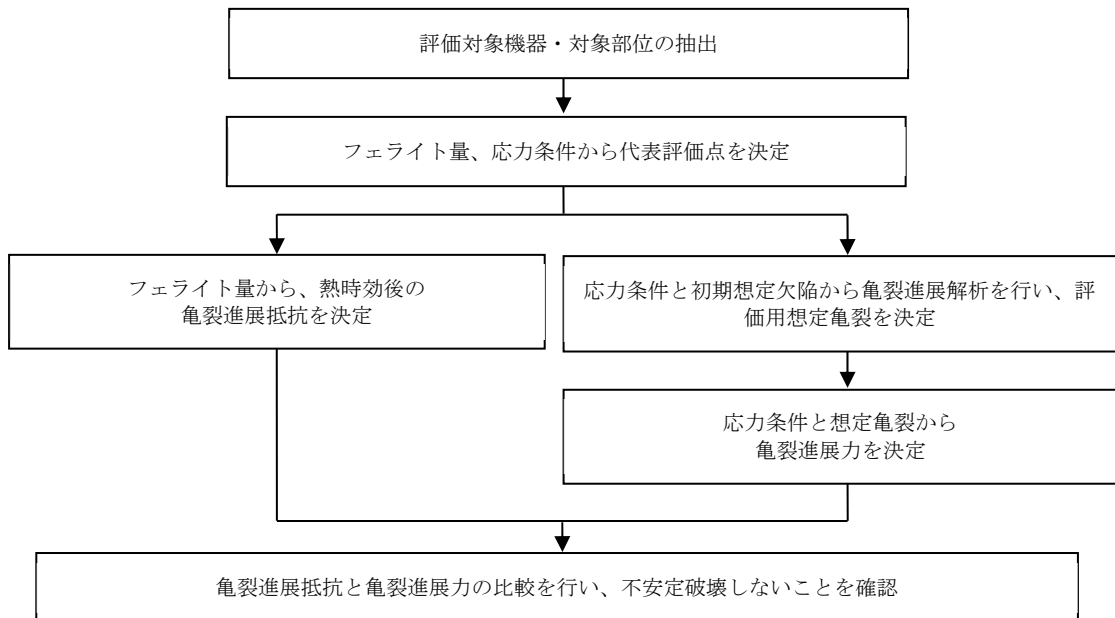 評価対象機器・対象部位の抽出
フェライト量、応力条件から代表評価点を決定
フェライト量から、熱時効後の
亀裂進展抵抗を決定
応力条件と初期想定欠陥から亀裂進展解析を行い、評
価用想定亀裂を決定
応力条件と想定亀裂から
亀裂進展力を決定
亀裂進展抵抗と亀裂進展力の比較を行い、不安定破壊しないことを確認